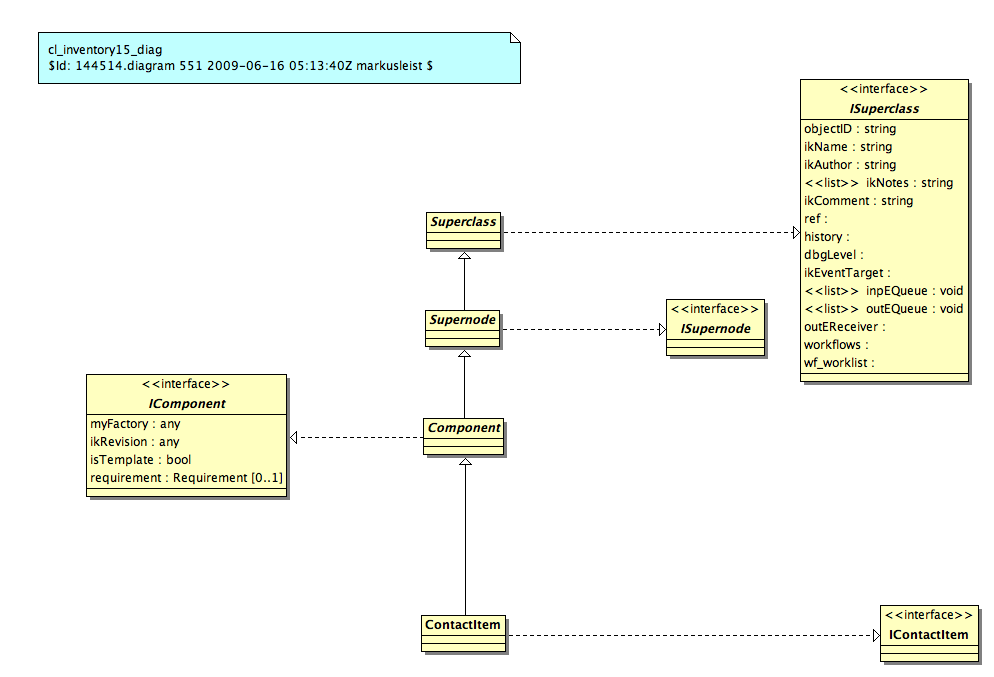 cl_inventory15_diag
$Id: 144514.diagram 551 2009-06-16 05:13:40Z markusleist $
<<interface>>
ISuperclass
objectID : string
ikName : string
ikAuthor : string
<<list>> ikNotes : string
ikComment : string
ref :
history :
dbgLevel :
ikEventTarget :
<<list>> inpEQueue : void
<<list>> outEQueue : void
outEReceiver :
workflows :
wf_worklist :
Superclass
Supernode
<<interface>>
ISupernode
<<interface>>
IComponent
myFactory : any
ikRevision : any
isTemplate : bool
requirement : Requirement [0..1]
Component
ContactItem
<<interface>>
IContactItem